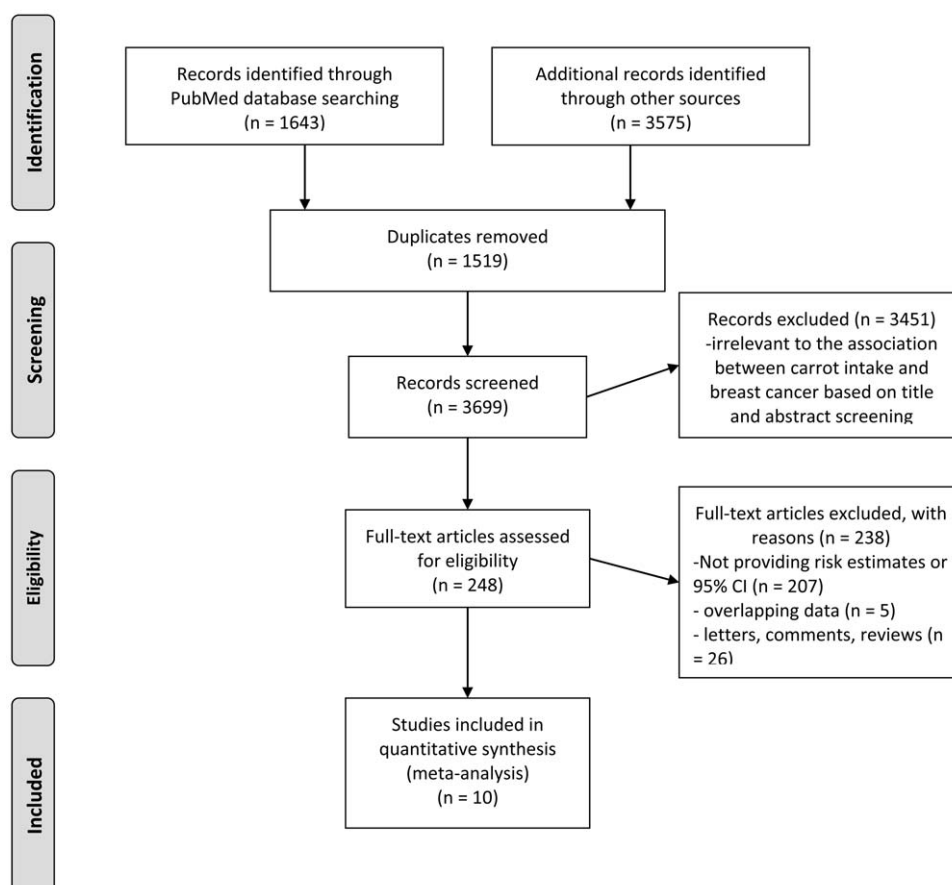 Identification
Records identified through
PubMed database searching
(n = 1643)
Additional records identified
through other sources
(n = 3575)
Duplicates removed
(n = 1519)
Screening
Records screened
(n = 3699)
Records excluded (n = 3451)
-irrelevant to the association
between carrot intake and
breast cancer based on title
and abstract screening
Eligibility
Full-text articles assessed
for eligibility
(n = 248)
Full-text articles excluded, with
reasons (n = 238)
-Not providing risk estimates or
95% CI (n = 207)
- overlapping data (n = 5)
- letters, comments, reviews (n
= 26)
Included
Studies included in
quantitative synthesis
(meta-analysis)
(n = 10)